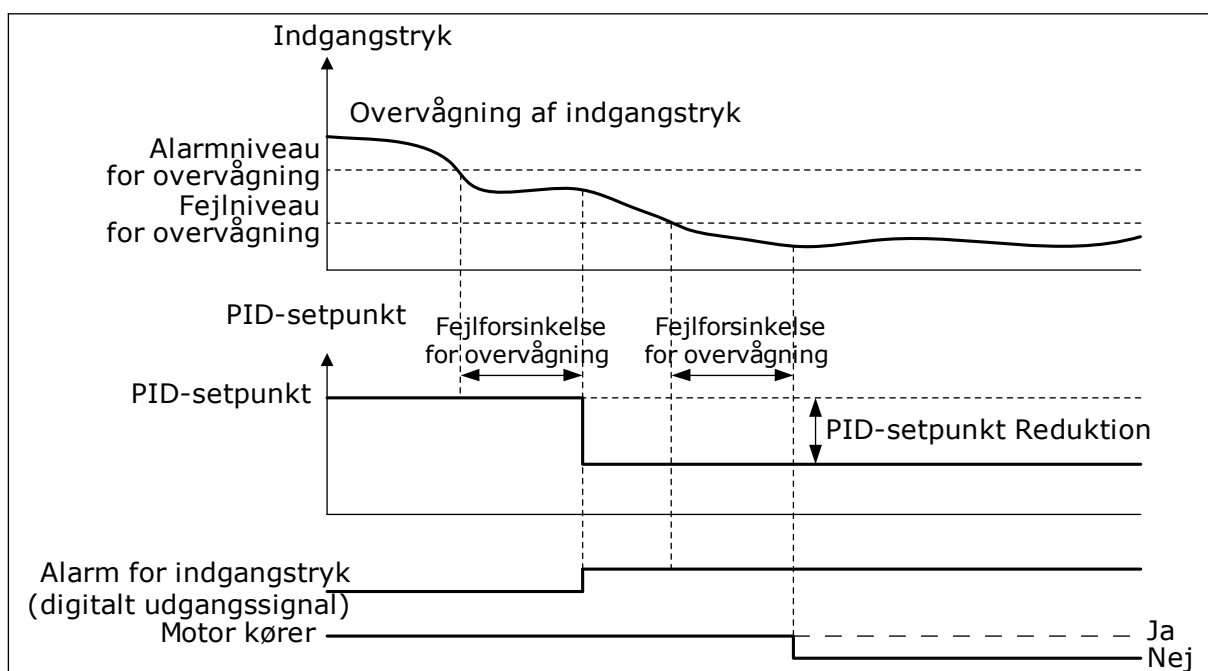 Indgangstryk
Overvågning af indgangstryk
Alarmniveau
for overvågning
Fejlniveau
for overvågning
PID-setpunkt
Fejlforsinkelse
for overvågning
Fejlforsinkelse
for overvågning
PID-setpunkt
PID-setpunkt Reduktion
Alarm for indgangstryk
(digitalt udgangssignal)
Motor kører
Ja
Nej